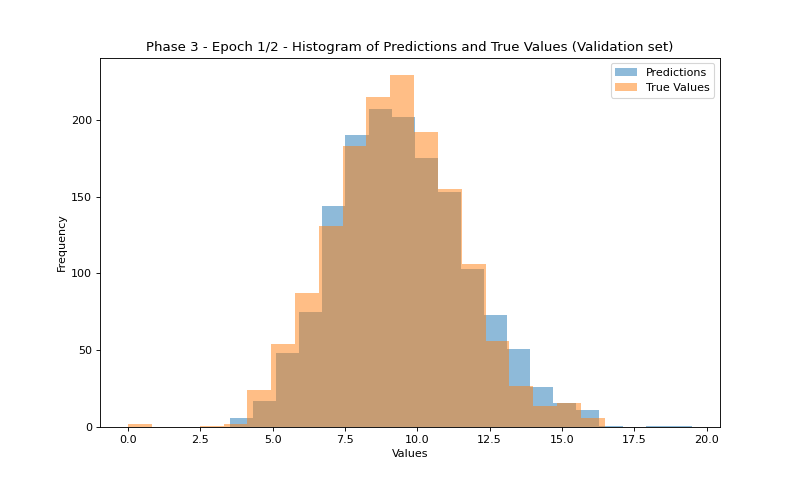 Phase 3 - Epoch 1/2 - Histogram of Predictions and True Values (Validation set)
Predictions
True Values
200
150
100
50
0
Frequency
0.0 2.5 5.0 7.5 10.0 12.5 15.0 17.5 20.0
Values